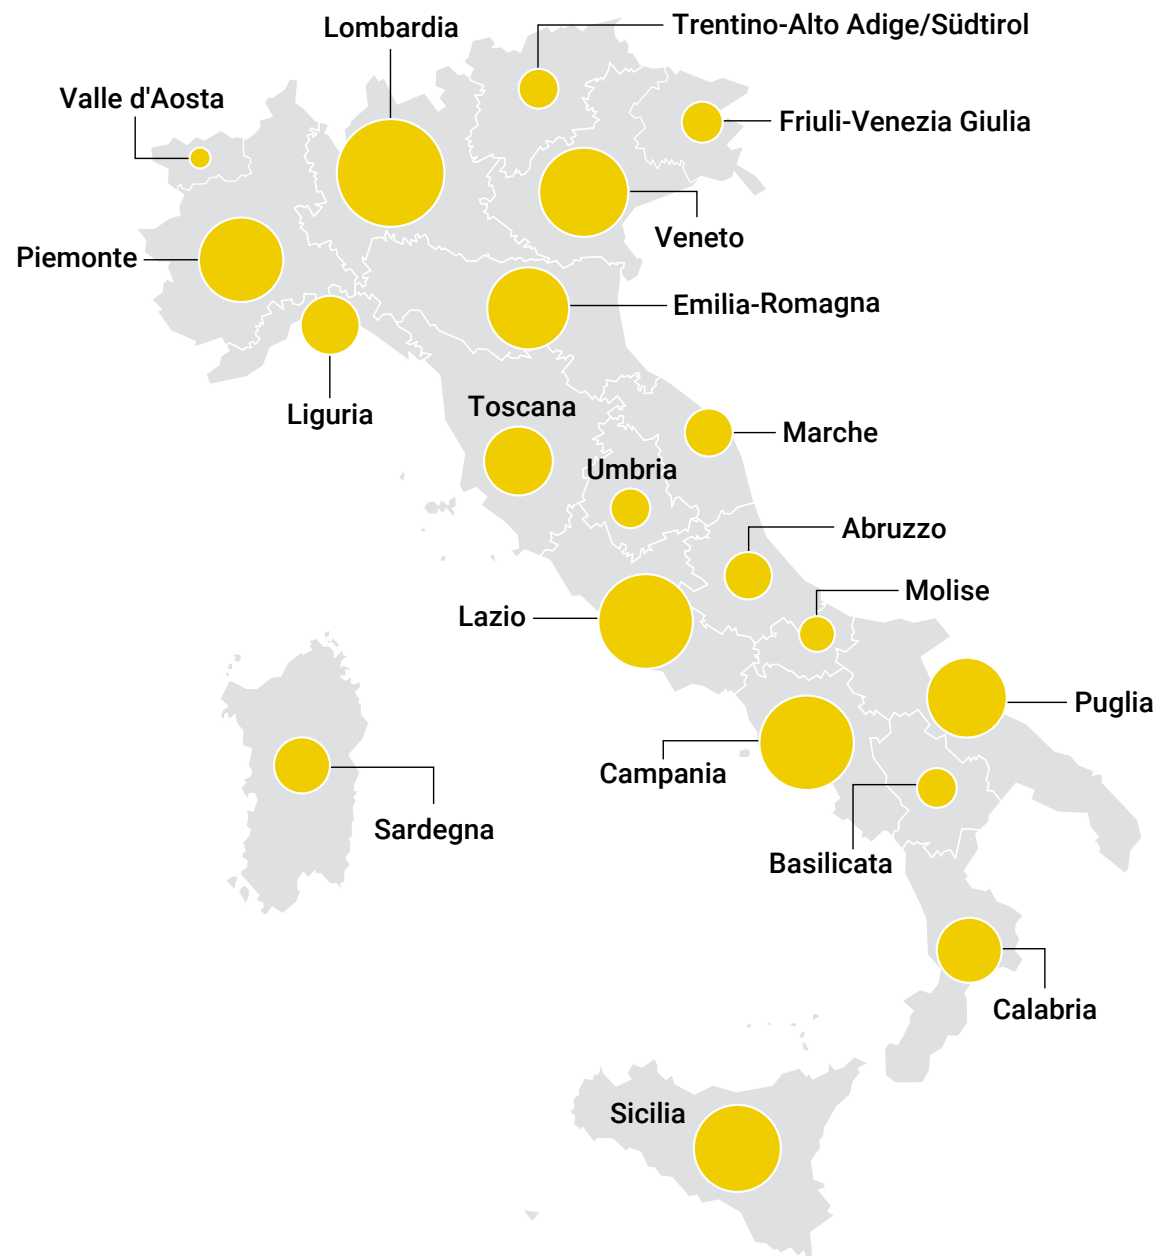 Trentino-Alto Adige/Südtirol
Lombardia
Valle d'Aosta
Friuli-Venezia Giulia
Veneto
Piemonte
Emilia-Romagna
Liguria
Toscana
Marche
Umbria
Abruzzo
Molise
Lazio
Puglia
Campania
Sardegna
Basilicata
Calabria
Sicilia